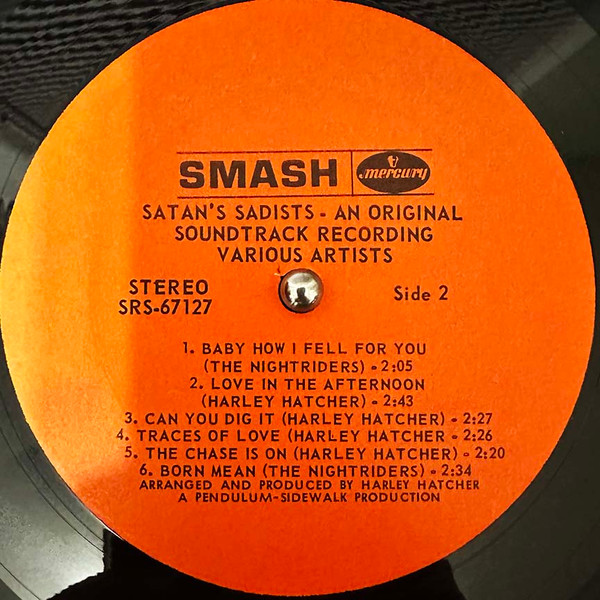 SMASH mercury
SATAN'S SADISTS - AN ORIGINAL
SOUNDTRACK RECORDING
VARIOUS ARTISTS
STEREO
SRS-67127
Side 2
1. BABY HOW I FELL FOR YOU
(THE NIGHTRIDERS) - 2:05
2. LOVE IN THE AFTERNOON
(HARLEY HATCHER) - 2:43
3. CAN YOU DIG IT (HARLEY HATCHER) - 2:27
4. TRACES OF LOVE (HARLEY HATCHER - 2:26
5. THE CHASE IS ON (HARLEY HATCHER) - 2:20
6. BORN MEAN (THE NIGHTRIDERS) - 2:34
ARRANGED AND PRODUCED BY HARLEY HATCHER
A PENDULUM-SIDEWALK PRODUCTION